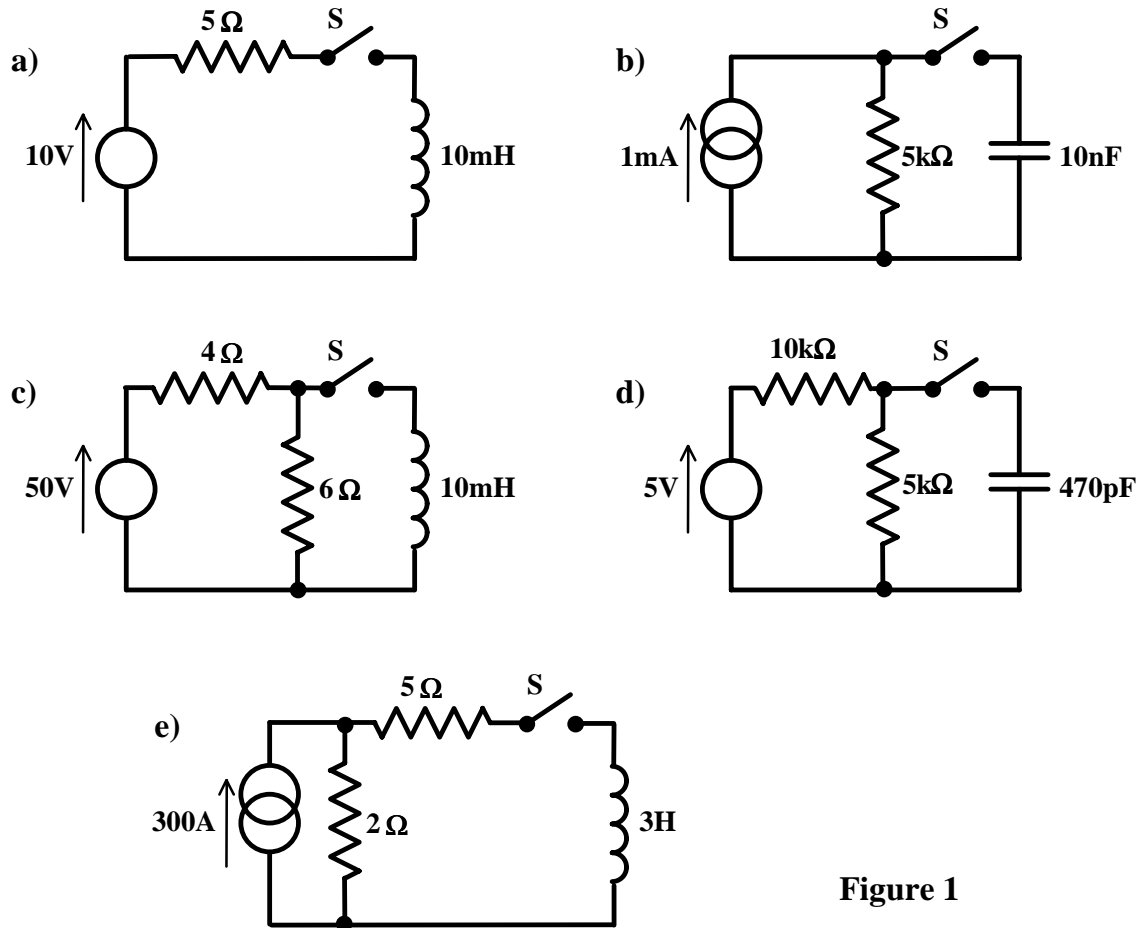 a)
5 Ω
S
10V
10mH
b)
S
1mA
5kΩ
10nF
c)
4 Ω
S
50V
6 Ω
10mH
d)
10kΩ
S
5V
5kΩ
470pF
e)
5 Ω
S
300A
2 Ω
3H
Figure 1